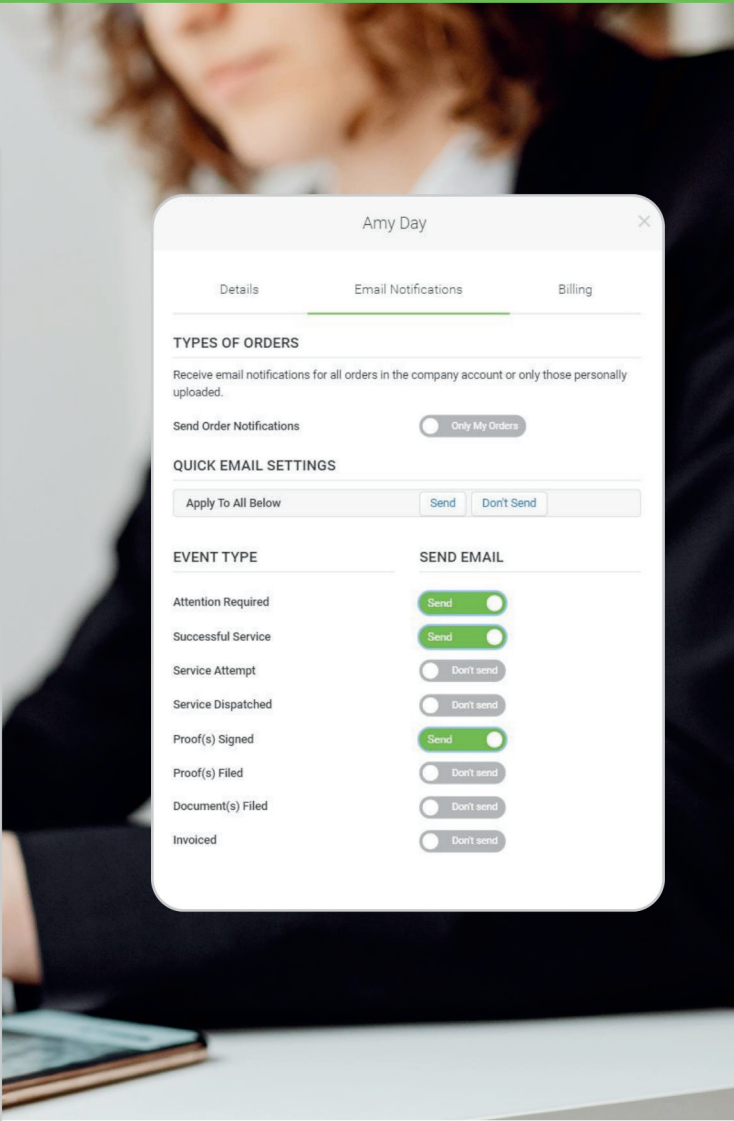 Amy Day
Details Email Notifications Billing
TYPES OF ORDERS
Receive email notifications for all orders in the company account or only those personally
uploaded.
Send Order Notifications Only My Orders
QUICK EMAIL SETTINGS
Apply To All Below Send Don't Send
EVENT TYPE SEND EMAIL
Attention Required Send
Successful Service Send
Service Attempt Don't send
Service Dispatched Don't send
Proof(s) Signed Send
Proof(s) Filed Don't send
Document(s) Filed Don't send
Invoiced Don't send